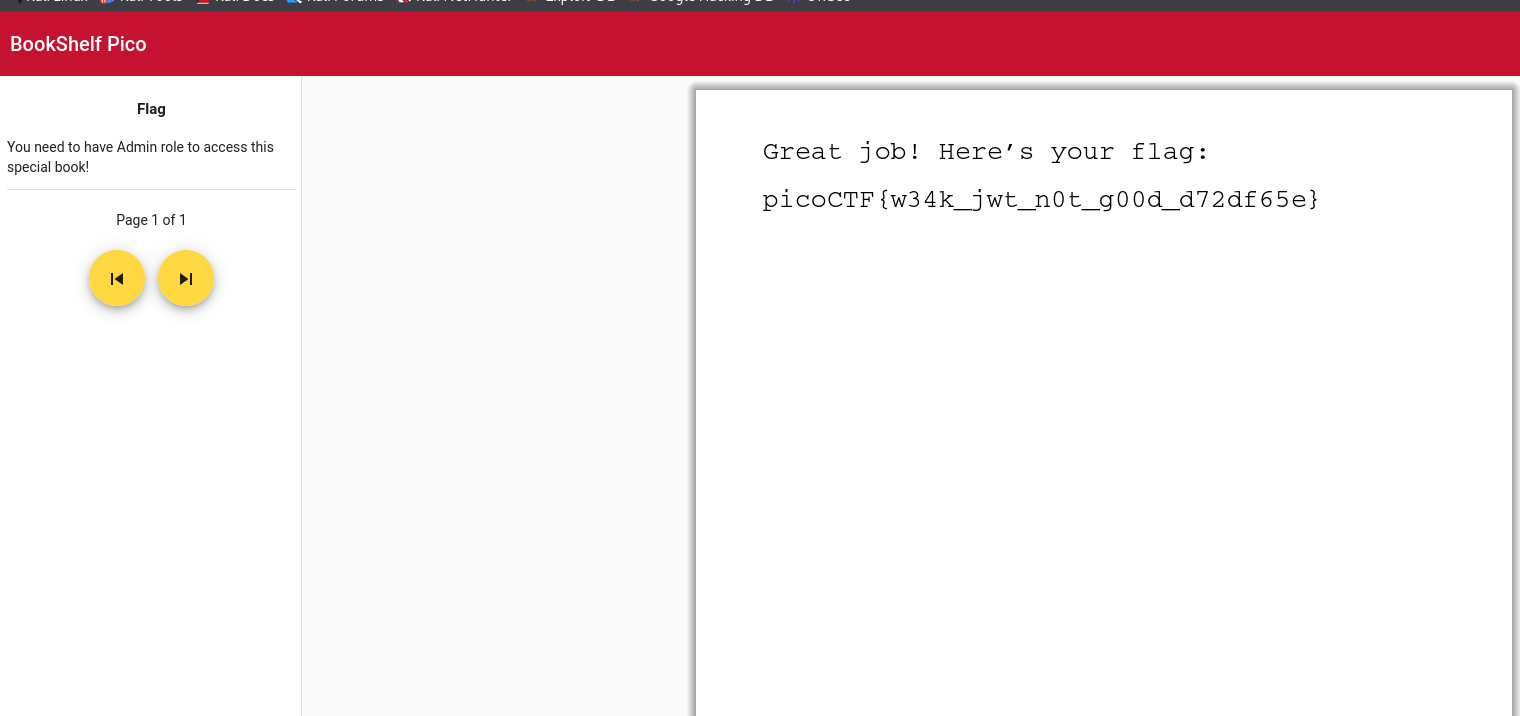 BookShelf Pico
Flag
You need to have Admin role to access this
special book!
Page 1 of 1
Great job! Here’s your flag:
picoCTF{w34k_jwt_n0t_g00d_d72df65e}